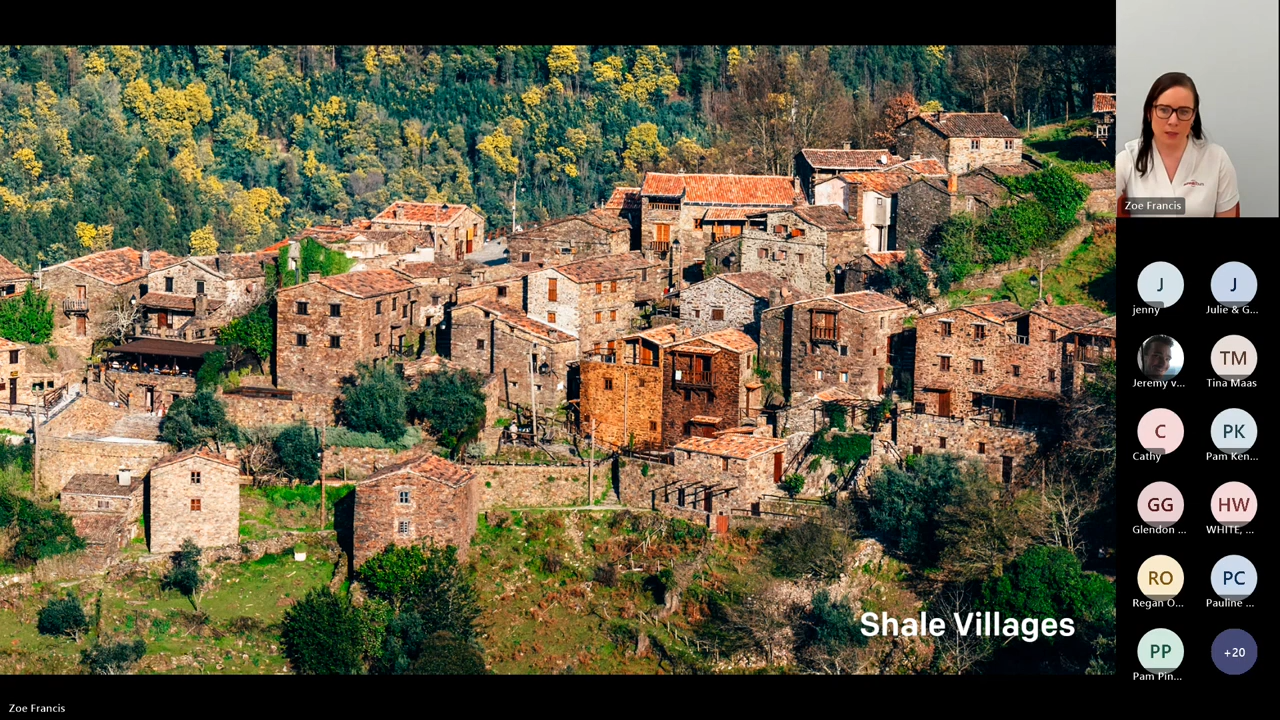 Zoe Francis
J
J
jenny
Julie & G...
TM
Jeremy v...
Tina Maas
C
PK
Cathy
Pam Ken...
GG
HW
Glendon ...
WHITE, ...
RO
PC
Regan O...
Pauline ...
Shale Villages
PP
+20
Pam Pin...
Zoe Francis